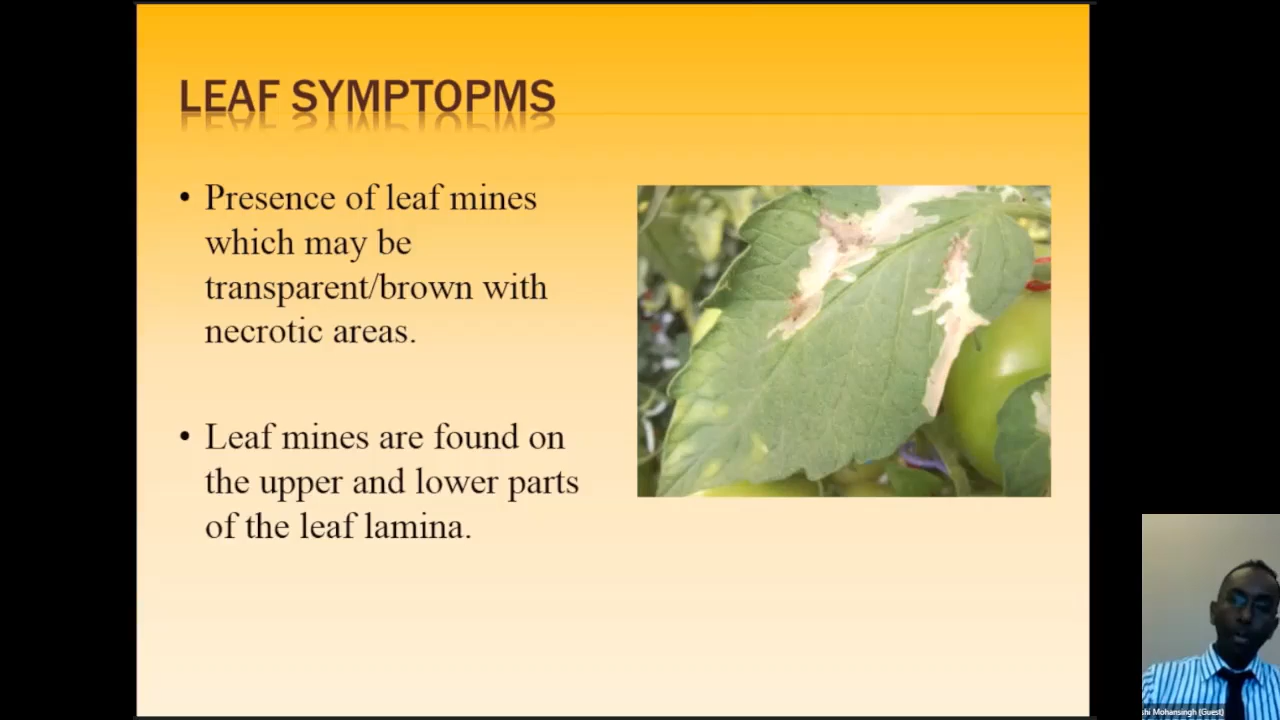 LEAF SYMPTOPMS
• Presence of leaf mines
which may be
transparent/brown with
necrotic areas.
• Leaf mines are found on
the upper and lower parts
of the leaf lamina.
Mohansingh (Guest)